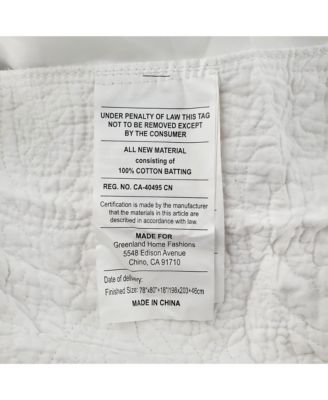 UNDER PENALTY OF LAW THIS TAG
NOT TO BE REMOVED EXCEPT
BY THE CONSUMER
ALL NEW MATERIAL
consisting of
100% COTTON BATTING
REG. NO. CA-40495 CN
Certification is made by the manufacturer
that the materials in this article are
described in accordance with law.
MADE FOR
Greenland Home Fashions
5548 Edison Avenue
Chino, CA 91710
Date of delivery:
Finished Size: 78"x80"+18"/198x203+46cm
MADE IN CHINA